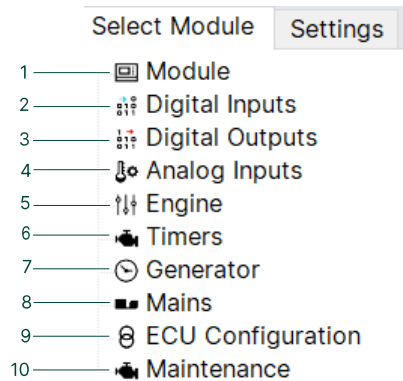 Select Module Settings
1 Module
2 Digital Inputs
3 Digital Outputs
4 Analog Inputs
5 Engine
6 Timers
7 Generator
8 Mains
9 ECU Configuration
10 Maintenance